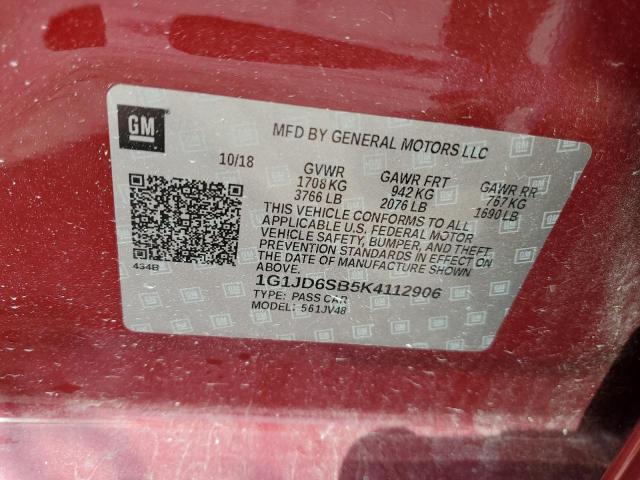 GM
MFD BY GENERAL MOTORS LLC
10/18 GVWR GAWR FRT GAWR RR
1708 KG 942 KG 767 KG
3766 LB 2076 LB 1690 LB
THIS VEHICLE CONFORMS TO ALL
APPLICABLE U.S. FEDERAL MOTOR
VEHICLE SAFETY, BUMPER, AND THEFT
PREVENTION STANDARDS IN EFFECT ON
THE DATE OF MANUFACTURE SHOWN
ABOVE.
434B
1G1JD6SB5K4112906
TYPE: PASS CAR
MODEL: 561JV48